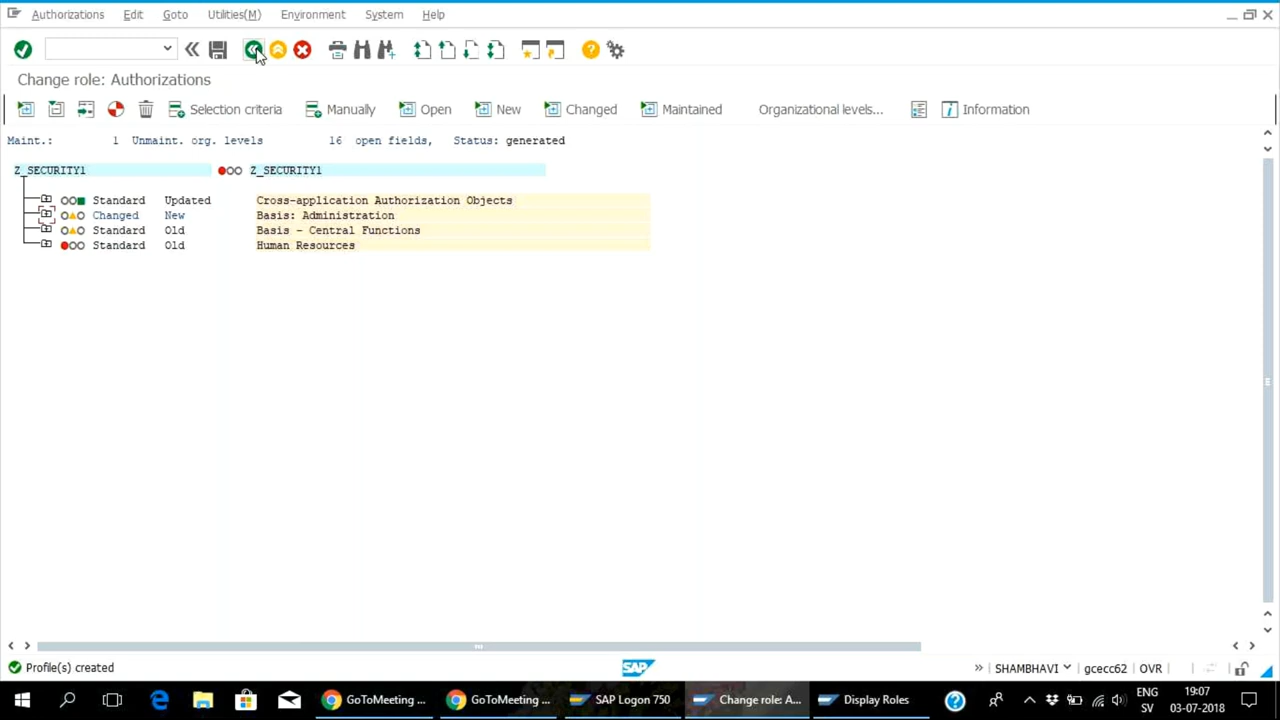 Authorizations Edit Goto Utilities(M) Environment System Help
Change role: Authorizations
Selection criteria Manually Open New Changed Maintained Organizational levels... Information
Maint.: 1 Unmaint. org. levels 16 open fields, Status: generated
Z_SECURITY1 Z_SECURITY1
Standard Updated Cross-application Authorization Objects
Changed New Basis: Administration
Standard Old Basis - Central Functions
Standard Old Human Resources
Profile(s) created SAP SHAMBHAVI gcecc62 OVR
GoToMeeting ... GoToMeeting ... SAP Logon 750 Change role: A... Display Roles
ENG 19:07
SV 03-07-2018